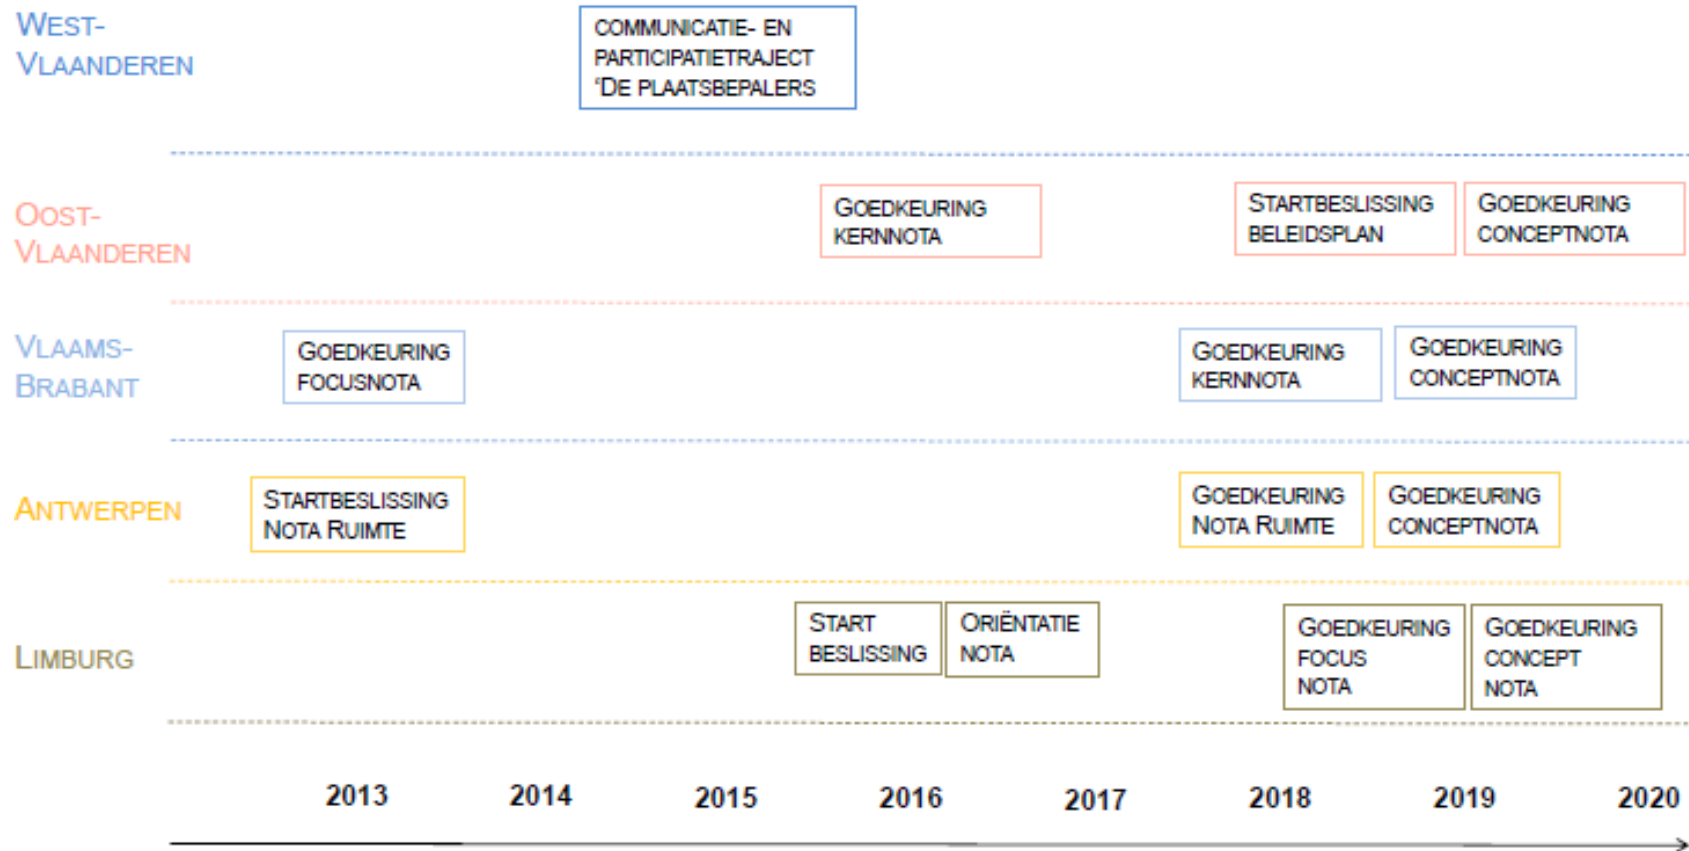 WEST-
VLAANDEREN
COMMUNICATIE- EN
PARTICIPATIETRAJECT
‘DE PLAATSBEPALERS
OOST-
VLAANDEREN
GOEDKEURING
KERNNOTA
STARTBESLISSING
BELEIDSPLAN
GOEDKEURING
CONCEPTNOTA
VLAAMS-
BRABANT
GOEDKEURING
FOCUSNOTA
GOEDKEURING
KERNNOTA
GOEDKEURING
CONCEPTNOTA
ANTWERPEN
STARTBESLISSING
NOTA RUIMTE
GOEDKEURING
NOTA RUIMTE
GOEDKEURING
CONCEPTNOTA
LIMBURG
START
BESLISSING
ORIËNTATIE
NOTA
GOEDKEURING
FOCUS
NOTA
GOEDKEURING
CONCEPT
NOTA
2013 2014 2015 2016 2017 2018 2019 2020